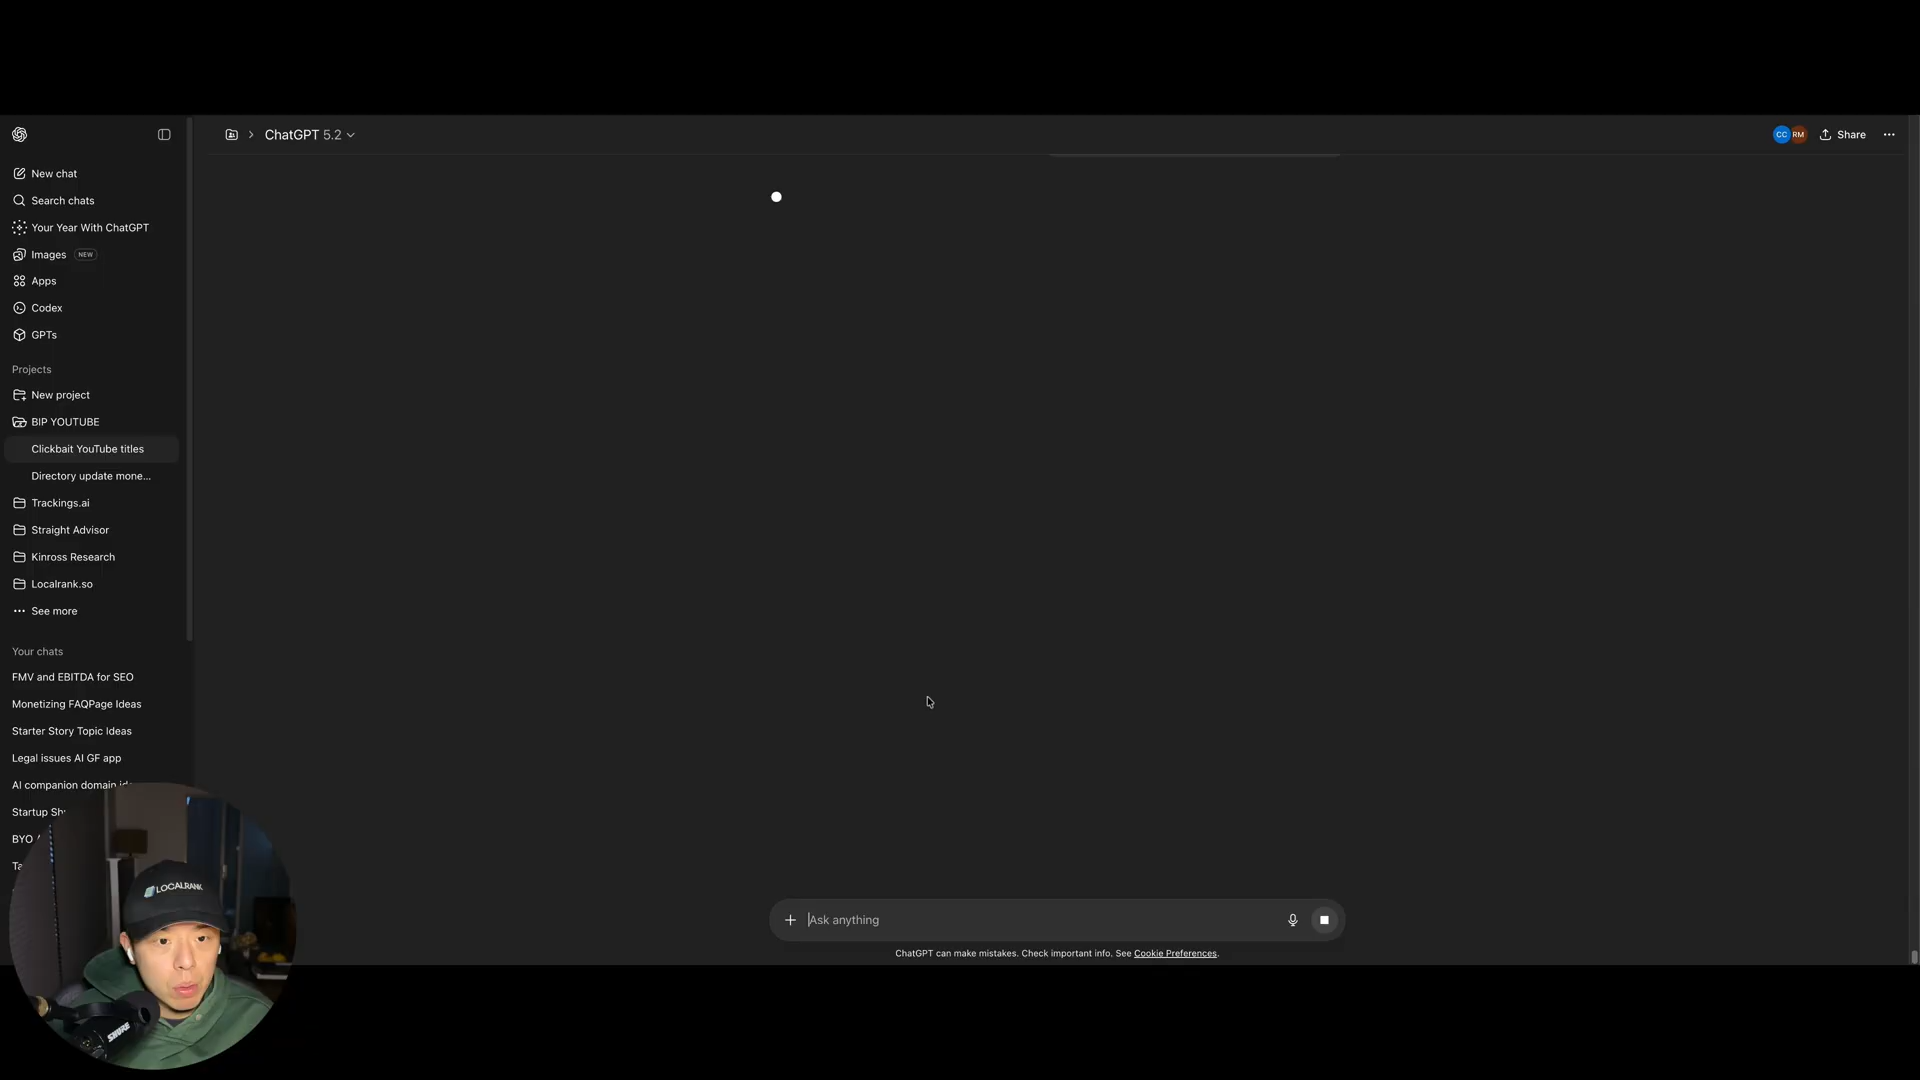 ChatGPT 5.2
CC RM Share
New chat
Search chats
Your Year With ChatGPT
Images NEW
Apps
Codex
GPTs
Projects
New project
BIP YOUTUBE
Clickbait YouTube titles
Directory update mone...
Trackings.ai
Straight Advisor
Kinross Research
Localrank.so
See more
Your chats
FMV and EBITDA for SEO
Monetizing FAQPage Ideas
Starter Story Topic Ideas
Legal issues AI GF app
AI companion domain
Startup
BYO
LOCALRANK
SHURE
Ask anything
ChatGPT can make mistakes. Check important info. See Cookie Preferences.